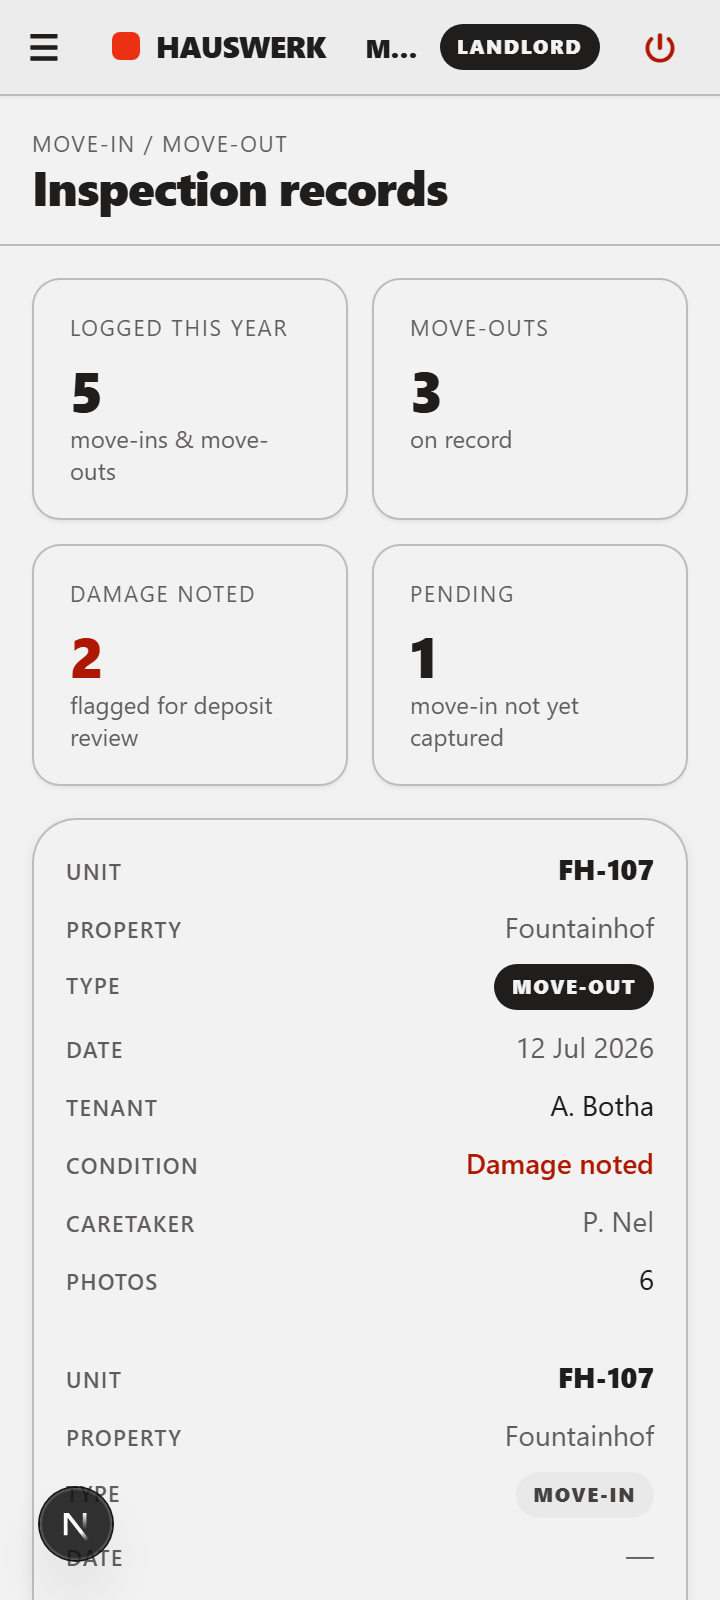 HAUSWERK M... LANDLORD
MOVE-IN / MOVE-OUT
Inspection records
LOGGED THIS YEAR
5
move-ins & move-
outs
MOVE-OUTS
3
on record
DAMAGE NOTED
2
flagged for deposit
review
PENDING
1
move-in not yet
captured
UNIT FH-107
PROPERTY Fountainhof
TYPE MOVE-OUT
DATE 12 Jul 2026
TENANT A. Botha
CONDITION Damage noted
CARETAKER P. Nel
PHOTOS 6
UNIT FH-107
PROPERTY Fountainhof
TYPE MOVE-IN
N
DATE —